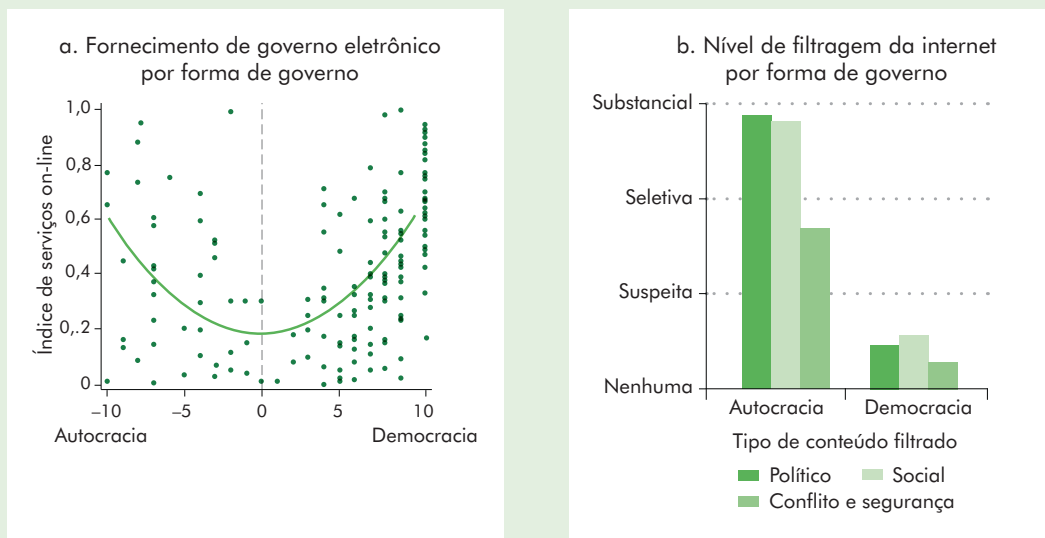 a. Fornecimento de governo eletrônico
por forma de governo
Índice de serviços on-line
1,0
0,8
0,6
0,4
0,2
0
–10
–5
0
5
10
Autocracia
Democracia
b. Nível de filtragem da internet
por forma de governo
Substancial
Seletiva
Suspeita
Nenhuma
Autocracia
Democracia
Tipo de conteúdo filtrado
Político
Social
Conflito e segurança